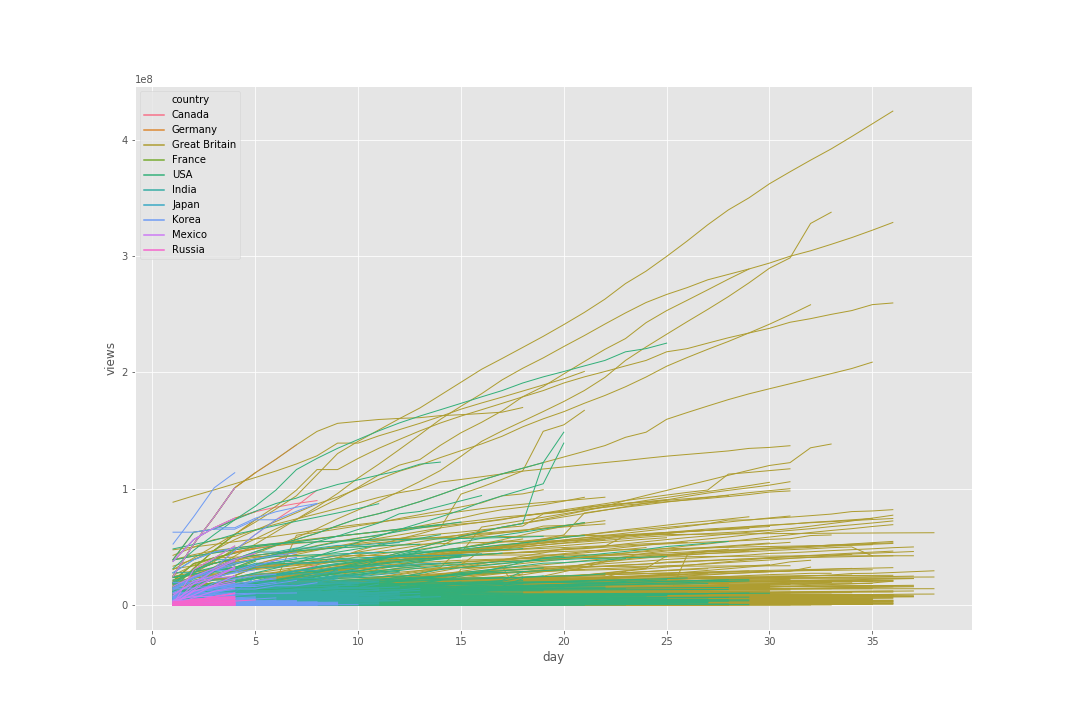 1e8
country
Canada
Germany
Great Britain
France
USA
India
Japan
Korea
Mexico
Russia
4
3
2
1
0
views
0 5 10 15 20 25 30 35
day